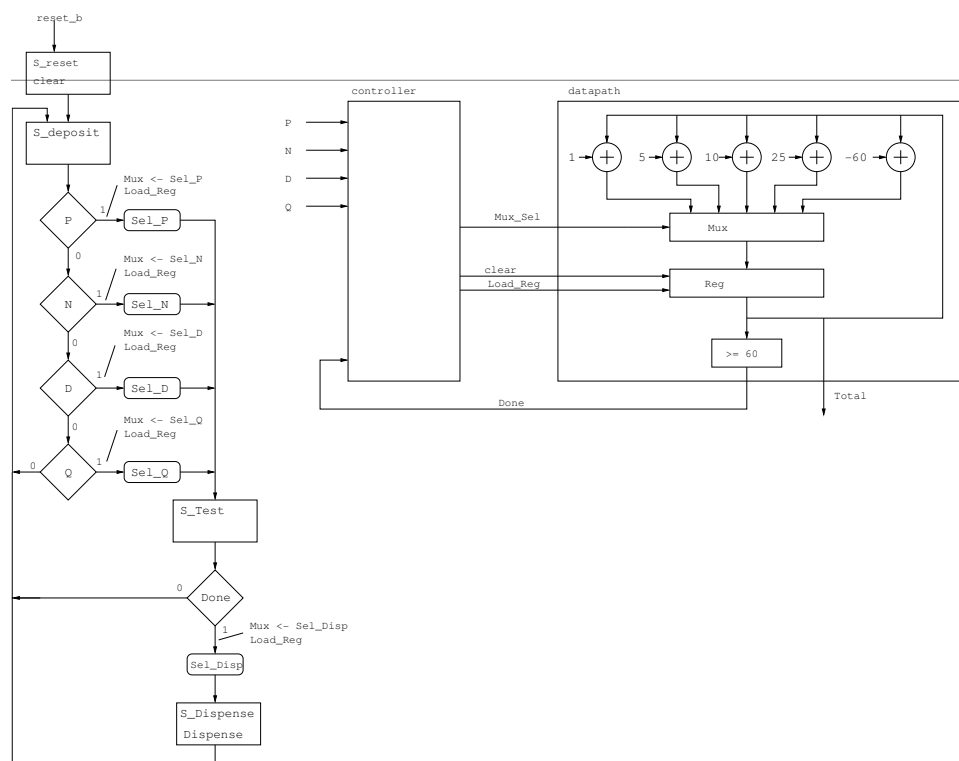 reset_b
S_reset
clear
S_deposit
P
1
Mux <- Sel_P
Load_Reg
Sel_P
0
N
1
Mux <- Sel_N
Load_Reg
Sel_N
0
D
1
Mux <- Sel_D
Load_Reg
Sel_D
0
Q
0
1
Mux <- Sel_Q
Load_Reg
Sel_Q
S_Test
Done
0
1
Mux <- Sel_Disp
Load_Reg
Sel_Disp
S_Dispense
Dispense
controller
P
N
D
Q
Mux_Sel
clear
Load_Reg
Done
datapath
1 + 5 + 10 + 25 + -60 +
Mux
Reg
>= 60
Total